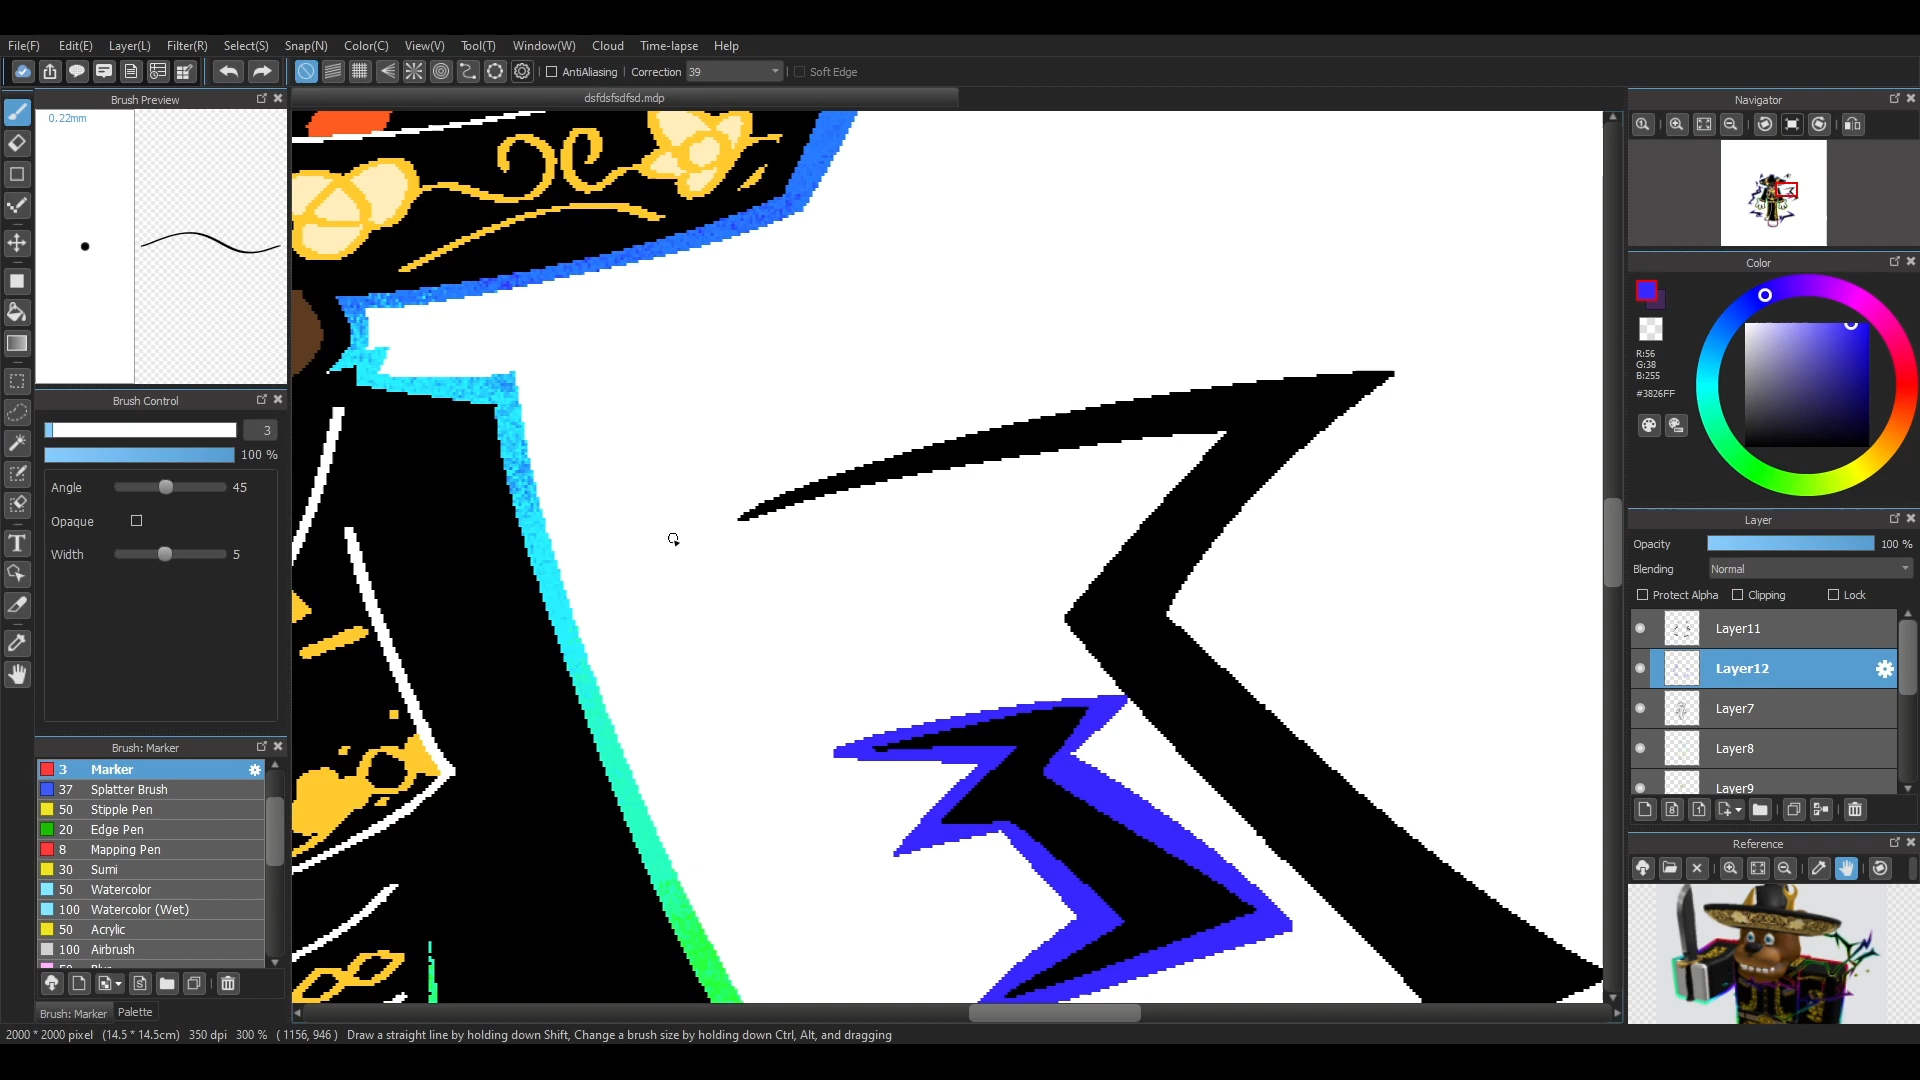 File(F) Edit(E) Layer(L) Filter(R) Select(S) Snap(N) Color(C) View(V) Tool(T) Window(W) Cloud Time-lapse Help
AntiAliasing Correction 39 Soft Edge
Brush Preview
dsfdsfsdfsd.mdp
Navigator
0.22mm
Color
R:56
G:38
B:255
#3826FF
Brush Control
3
100 %
Angle 45
Opaque
Width 5
Layer
Opacity 100 %
Blending Normal
Protect Alpha Clipping Lock
Layer11
Layer12
Layer7
Layer8
Layer9
Brush: Marker
3 Marker
37 Splatter Brush
50 Stipple Pen
20 Edge Pen
8 Mapping Pen
30 Sumi
50 Watercolor
100 Watercolor (Wet)
50 Acrylic
100 Airbrush
Reference
Brush: Marker Palette
2000 * 2000 pixel (14.5 * 14.5cm) 350 dpi 300 % ( 1156, 946 ) Draw a straight line by holding down Shift, Change a brush size by holding down Ctrl, Alt, and dragging